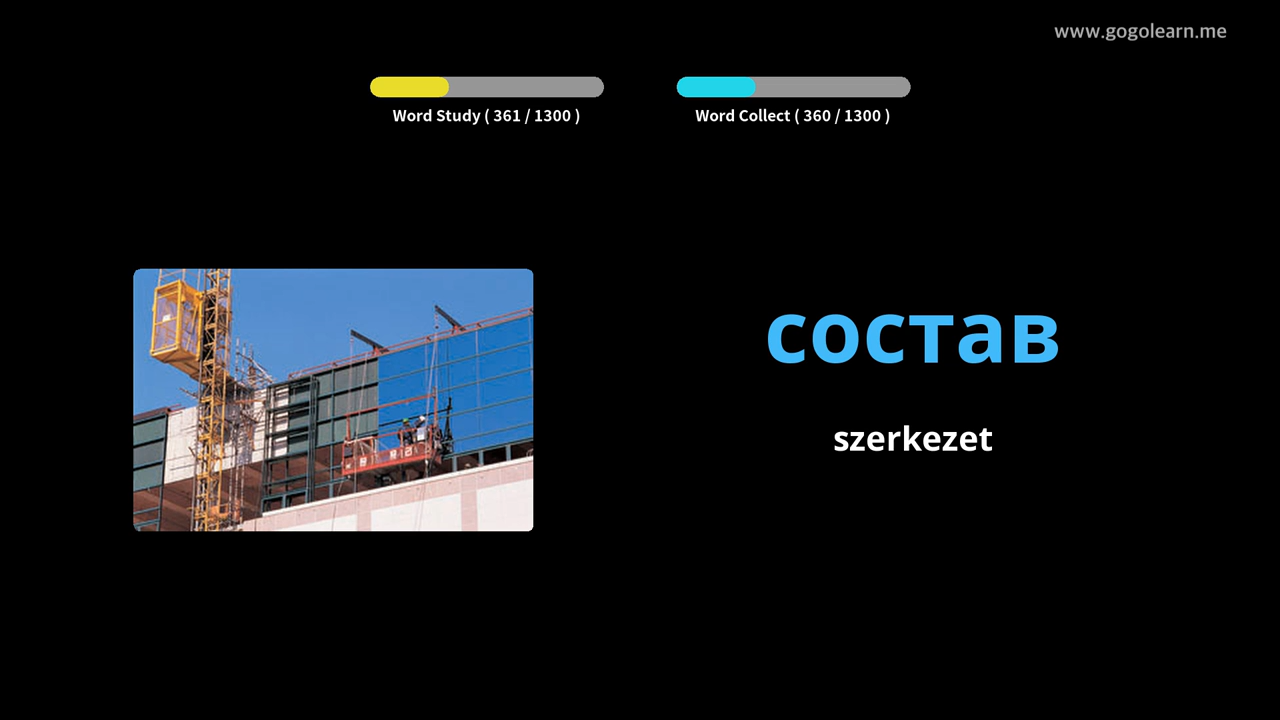 www.gogolearn.me
Word Study ( 361 / 1300 )
Word Collect ( 360 / 1300 )
состав
szerkezet